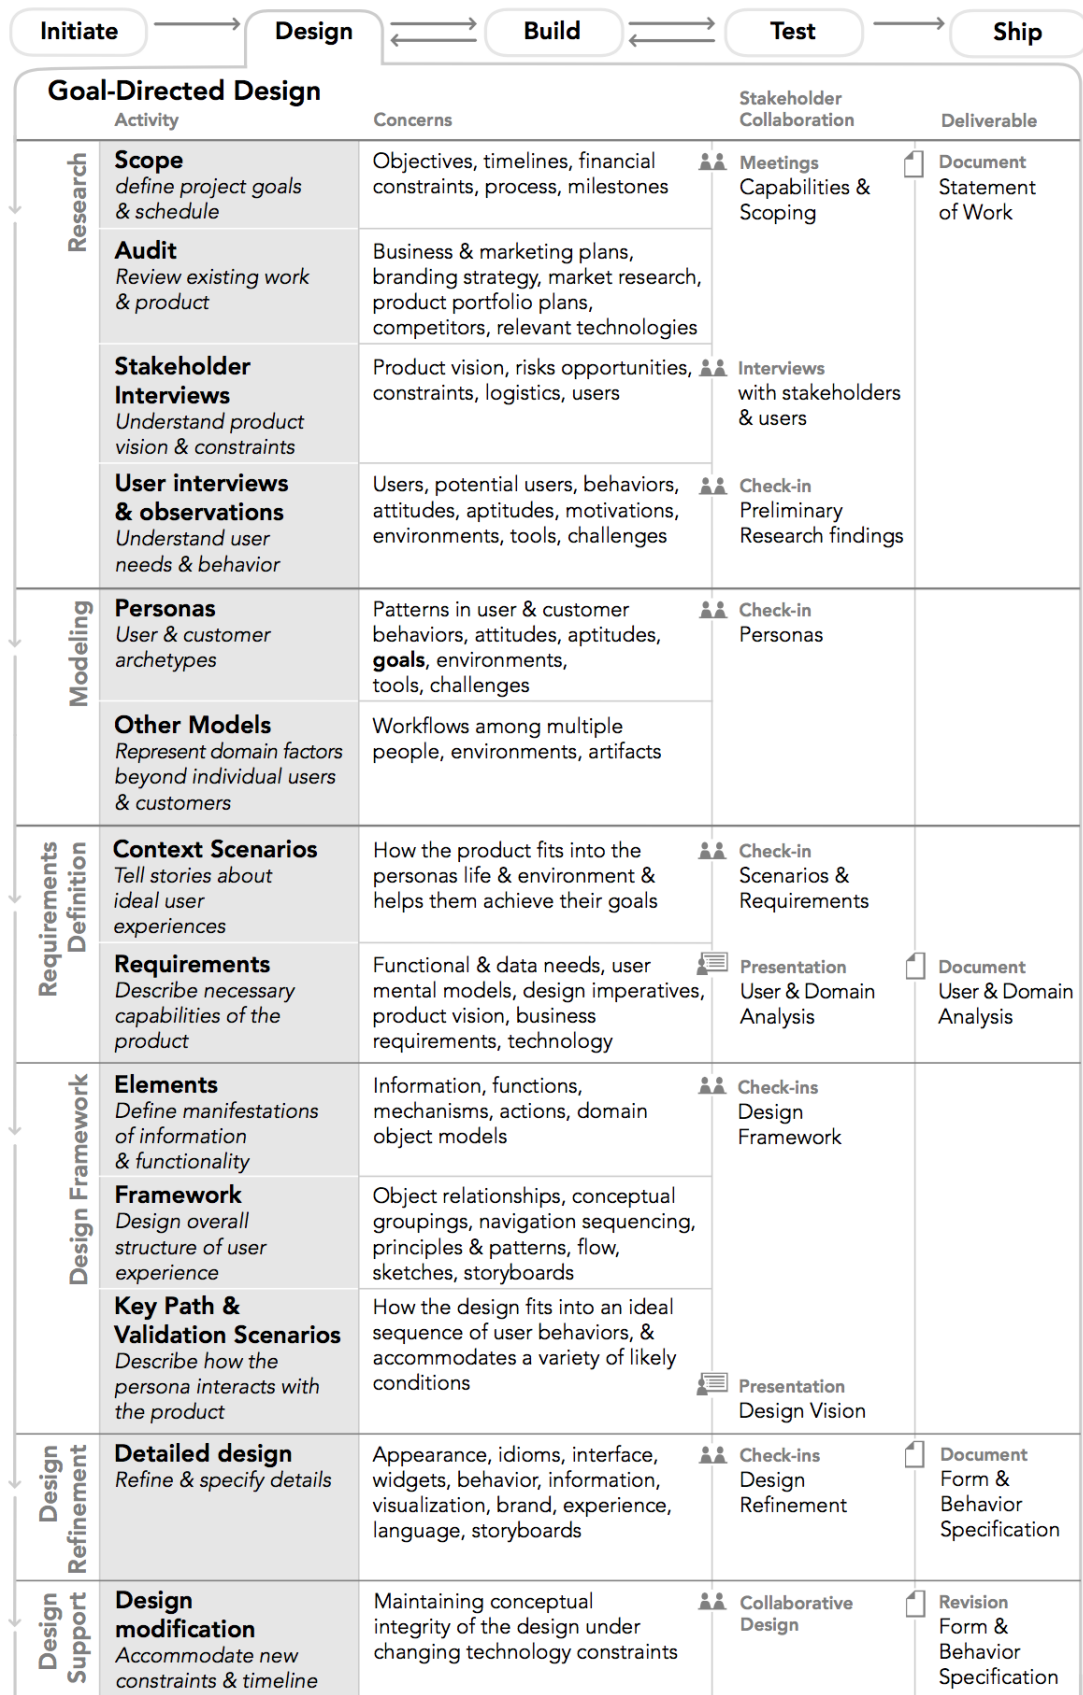 Initiate
Design
Build
Test
Ship
Goal-Directed Design
Activity
Concerns
Stakeholder
Collaboration
Deliverable
Research
Scope
define project goals
& schedule
Objectives, timelines, financial
constraints, process, milestones
Meetings
Capabilities &
Scoping
Document
Statement
of Work
Audit
Review existing work
& product
Business & marketing plans,
branding strategy, market research,
product portfolio plans,
competitors, relevant technologies
Stakeholder
Interviews
Understand product
vision & constraints
Product vision, risks opportunities,
constraints, logistics, users
Interviews
with stakeholders
& users
User interviews
& observations
Understand user
needs & behavior
Users, potential users, behaviors,
attitudes, aptitudes, motivations,
environments, tools, challenges
Check-in
Preliminary
Research findings
Modeling
Personas
User & customer
archetypes
Patterns in user & customer
behaviors, attitudes, aptitudes,
goals, environments,
tools, challenges
Check-in
Personas
Other Models
Represent domain factors
beyond individual users
& customers
Workflows among multiple
people, environments, artifacts
Requirements
Definition
Context Scenarios
Tell stories about
ideal user
experiences
How the product fits into the
personas life & environment &
helps them achieve their goals
Check-in
Scenarios &
Requirements
Requirements
Describe necessary
capabilities of the
product
Functional & data needs, user
mental models, design imperatives,
product vision, business
requirements, technology
Presentation
User & Domain
Analysis
Document
User & Domain
Analysis
Design Framework
Elements
Define manifestations
of information
& functionality
Information, functions,
mechanisms, actions, domain
object models
Check-ins
Design
Framework
Framework
Design overall
structure of user
experience
Object relationships, conceptual
groupings, navigation sequencing,
principles & patterns, flow,
sketches, storyboards
Key Path &
Validation Scenarios
Describe how the
persona interacts with
the product
How the design fits into an ideal
sequence of user behaviors, &
accommodates a variety of likely
conditions
Presentation
Design Vision
Design
Refinement
Detailed design
Refine & specify details
Appearance, idioms, interface,
widgets, behavior, information,
visualization, brand, experience,
language, storyboards
Check-ins
Design
Refinement
Document
Form &
Behavior
Specification
Design
Support
Design
modification
Accommodate new
constraints & timeline
Maintaining conceptual
integrity of the design under
changing technology constraints
Collaborative
Design
Revision
Form &
Behavior
Specification